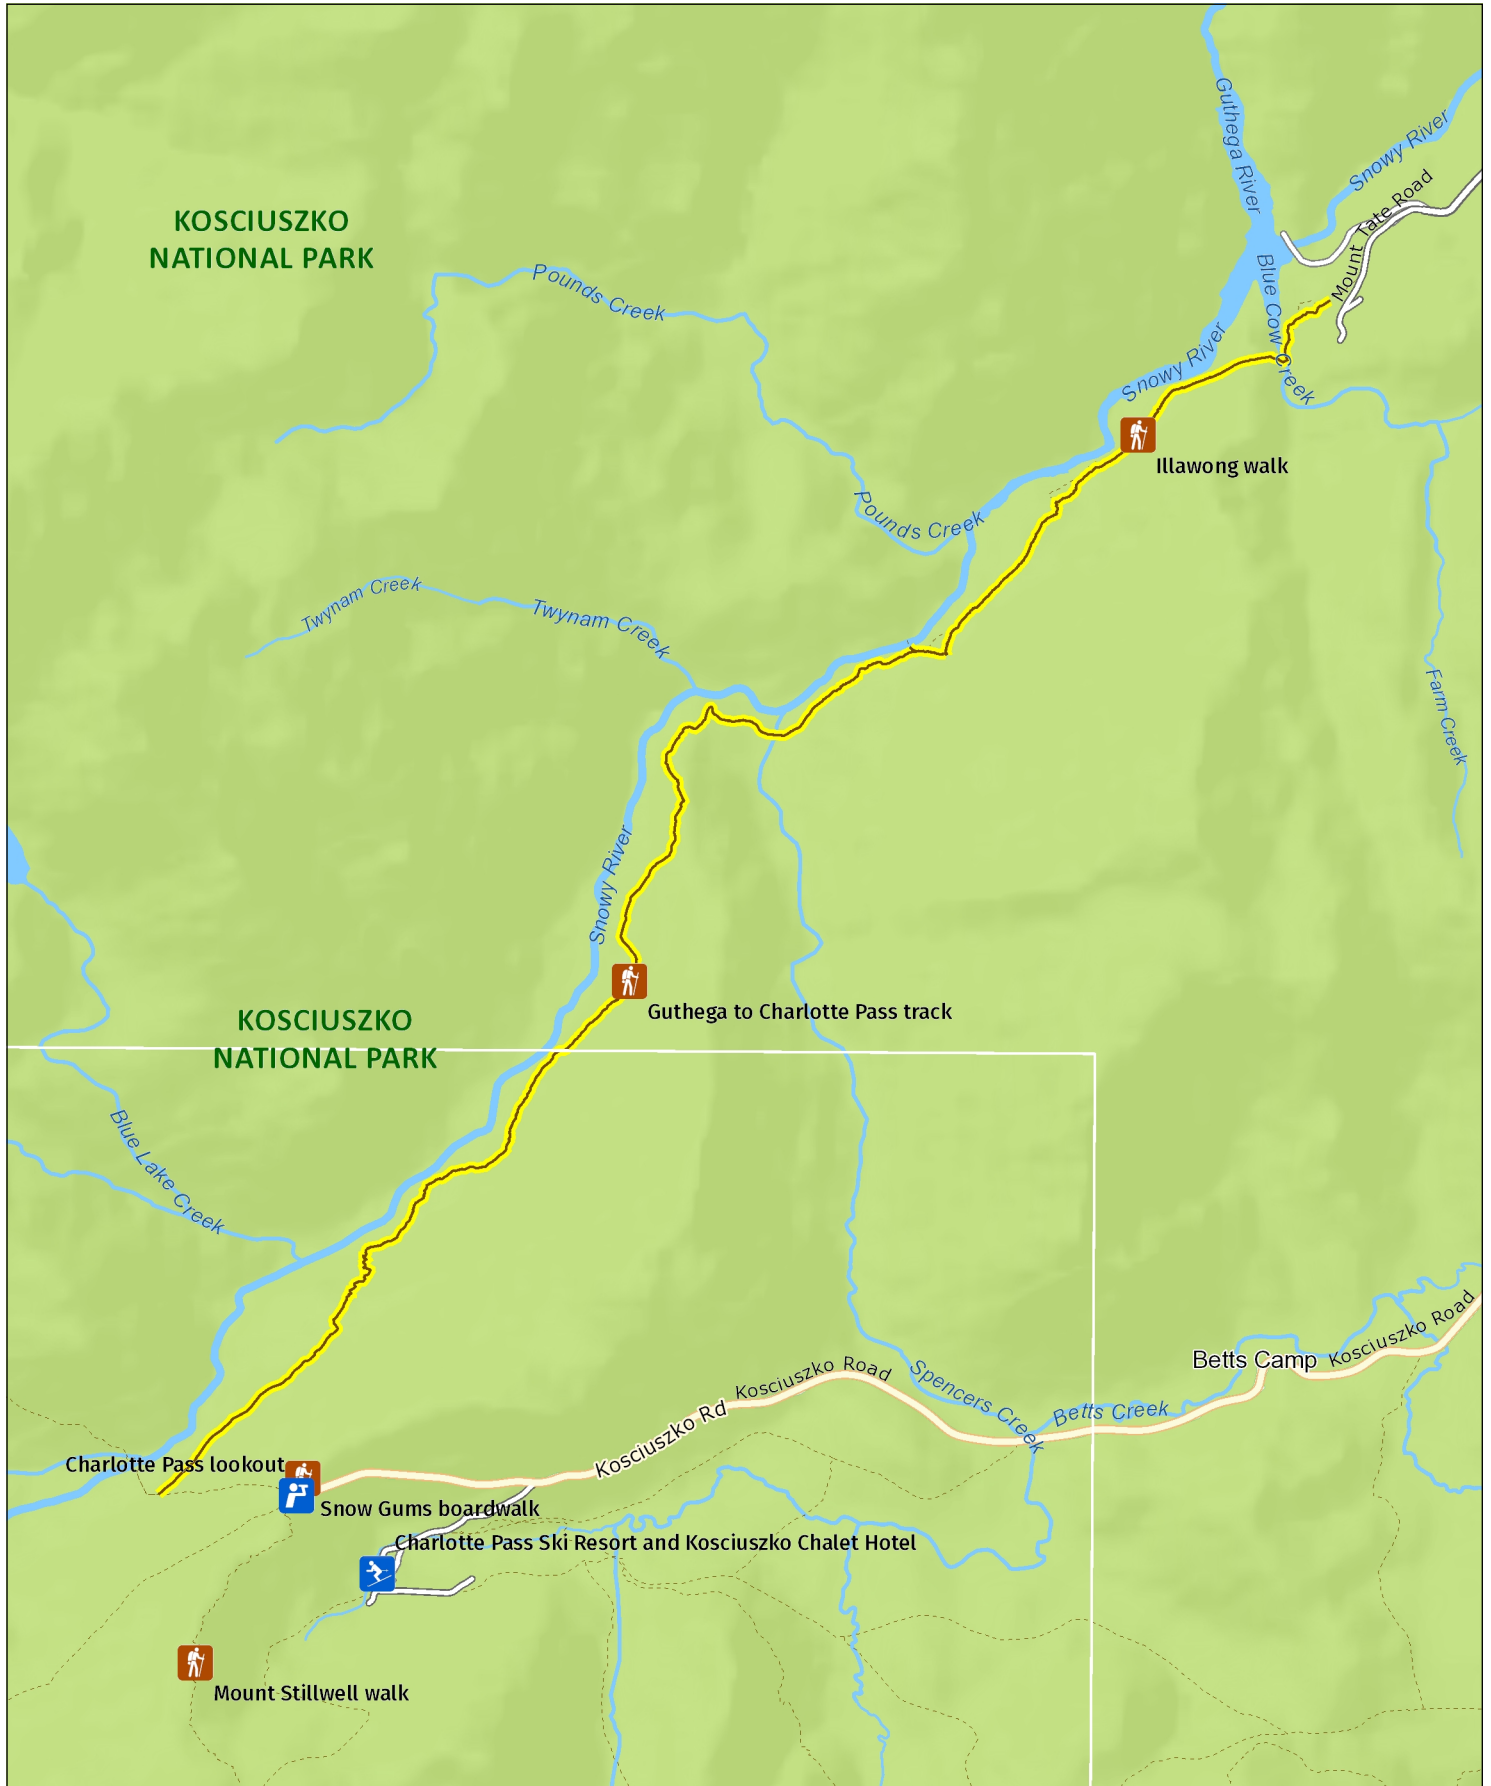 Guthega River
Snowy River
Mount Tate Road
KOSCIUSZKO
NATIONAL PARK
Blue Cow Creek
Pounds Creek
Snowy River
Illawong walk
Pounds Creek
Twynam Creek
Twynam Creek
Farm Creek
Snowy River
Guthega to Charlotte Pass track
KOSCIUSZKO
NATIONAL PARK
Blue Lake Creek
Kosciuszko Road
Betts Camp
Kosciuszko Road
Spencers Creek
Betts Creek
Kosciuszko Rd
Charlotte Pass lookout
Snow Gums boardwalk
Charlotte Pass Ski Resort and Kosciuszko Chalet Hotel
Mount Stillwell walk